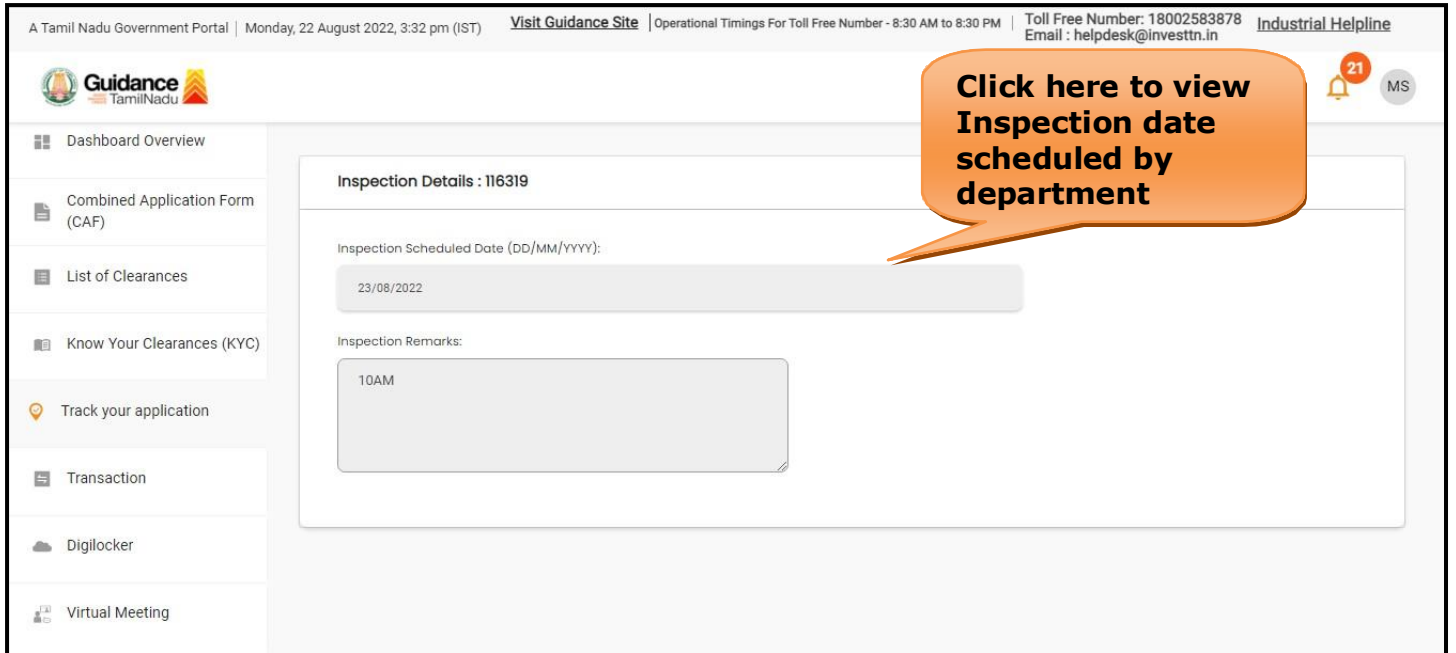 A Tamil Nadu Government Portal | Monday, 22 August 2022, 3:32 pm (IST) Visit Guidance Site | Operational Timings For Toll Free Number - 8:30 AM to 8:30 PM | Toll Free Number: 18002583878 Industrial Helpline
Email : helpdesk@investtn.in
Guidance
TamilNadu
21
MS
Click here to view
Inspection date
scheduled by
department
Dashboard Overview
Combined Application Form
(CAF)
List of Clearances
Know Your Clearances (KYC)
Track your application
Transaction
Digilocker
Virtual Meeting
Inspection Details : 116319
Inspection Scheduled Date (DD/MM/YYYY):
23/08/2022
Inspection Remarks:
10AM